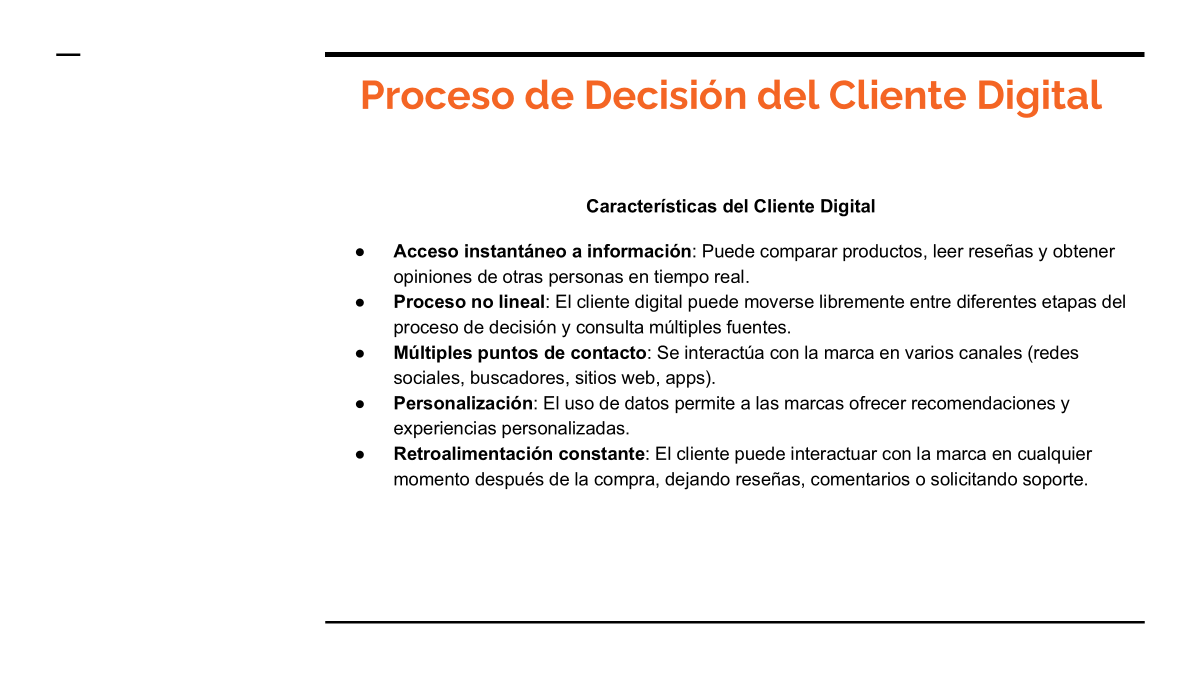 Proceso de Decisión del Cliente Digital
Características del Cliente Digital
● Acceso instantáneo a información: Puede comparar productos, leer reseñas y obtener
opiniones de otras personas en tiempo real.
● Proceso no lineal: El cliente digital puede moverse libremente entre diferentes etapas del
proceso de decisión y consulta múltiples fuentes.
● Múltiples puntos de contacto: Se interactúa con la marca en varios canales (redes
sociales, buscadores, sitios web, apps).
● Personalización: El uso de datos permite a las marcas ofrecer recomendaciones y
experiencias personalizadas.
● Retroalimentación constante: El cliente puede interactuar con la marca en cualquier
momento después de la compra, dejando reseñas, comentarios o solicitando soporte.